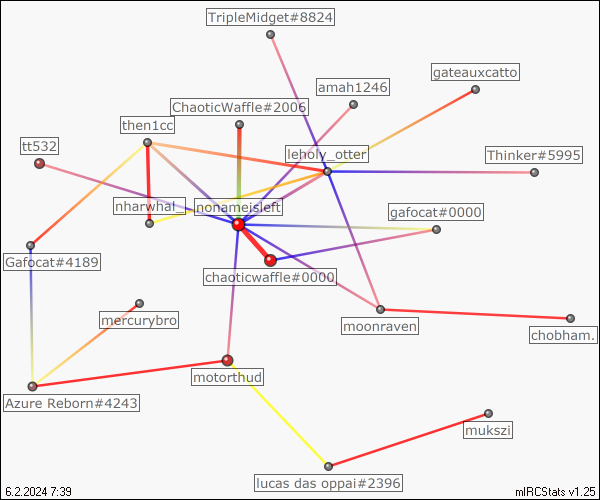 TripleMidget#8824
gateauxcatto
amah1246
ChaoticWaffle#2006
then1cc
tt532
leholy_otter
Thinker#5995
nharwhal_
nonameisleft
gafocat#0000
Gafocat#4189
chaoticwaffle#0000
mercurybro
moonraven
chobham.
motorthud
Azure Reborn#4243
mukszi
lucas das oppai#2396
6.2.2024 7:39
mIRCStats v1.25